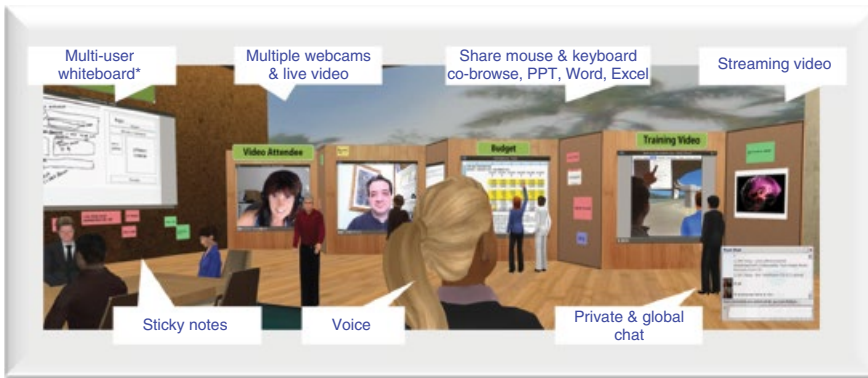 Multi-user
whiteboard*
Multiple webcams
& live video
Share mouse & keyboard
co-browse, PPT, Word, Excel
Streaming video
Video Attendee
Budget
Training Video
Sticky notes
Voice
Private & global
chat